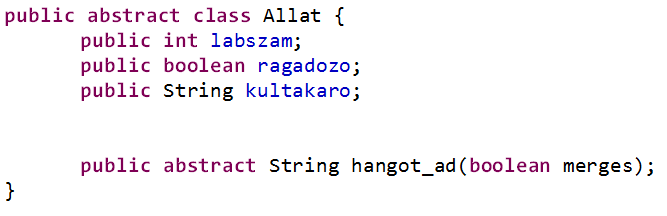 public abstract class Allat {
public int labszam;
public boolean ragadozo;
public String kultakaro;
public abstract String hangot_ad(boolean merges);
}